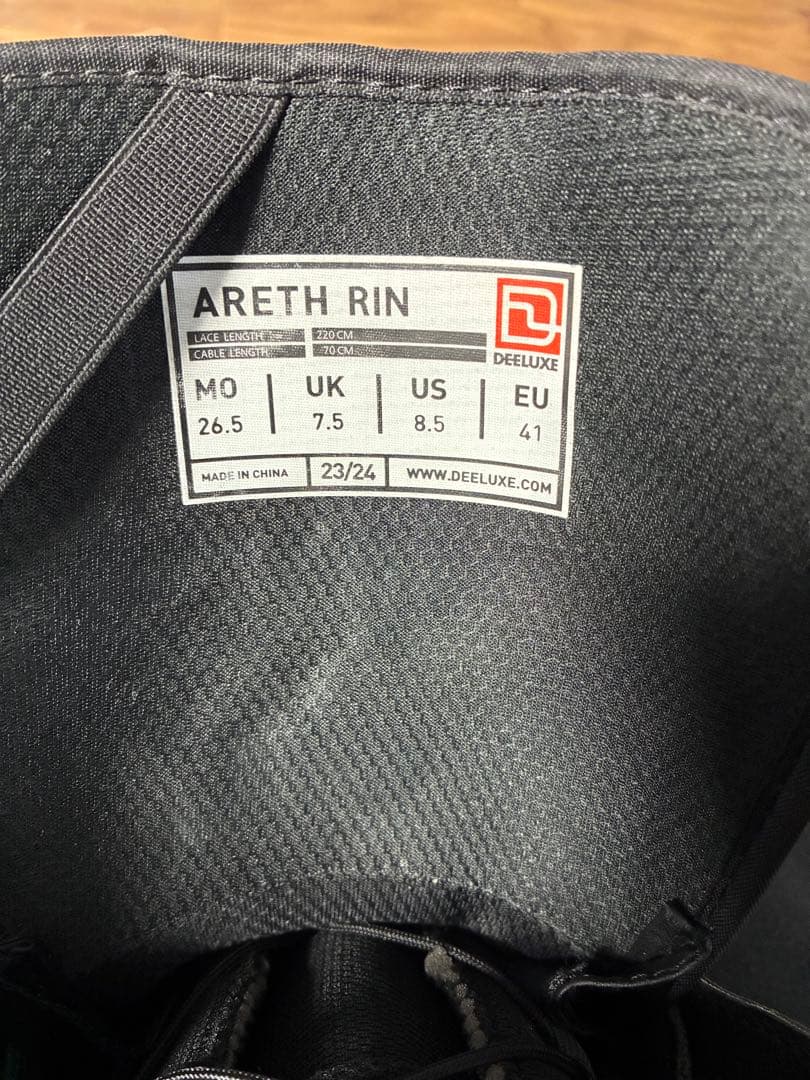 ARETH RIN
LACE LENGTH 220 CM
CABLE LENGTH 70 CM
DEELUXE
MO UK US EU
26.5 7.5 8.5 41
MADE IN CHINA 23/24 WWW.DEELUXE.COM